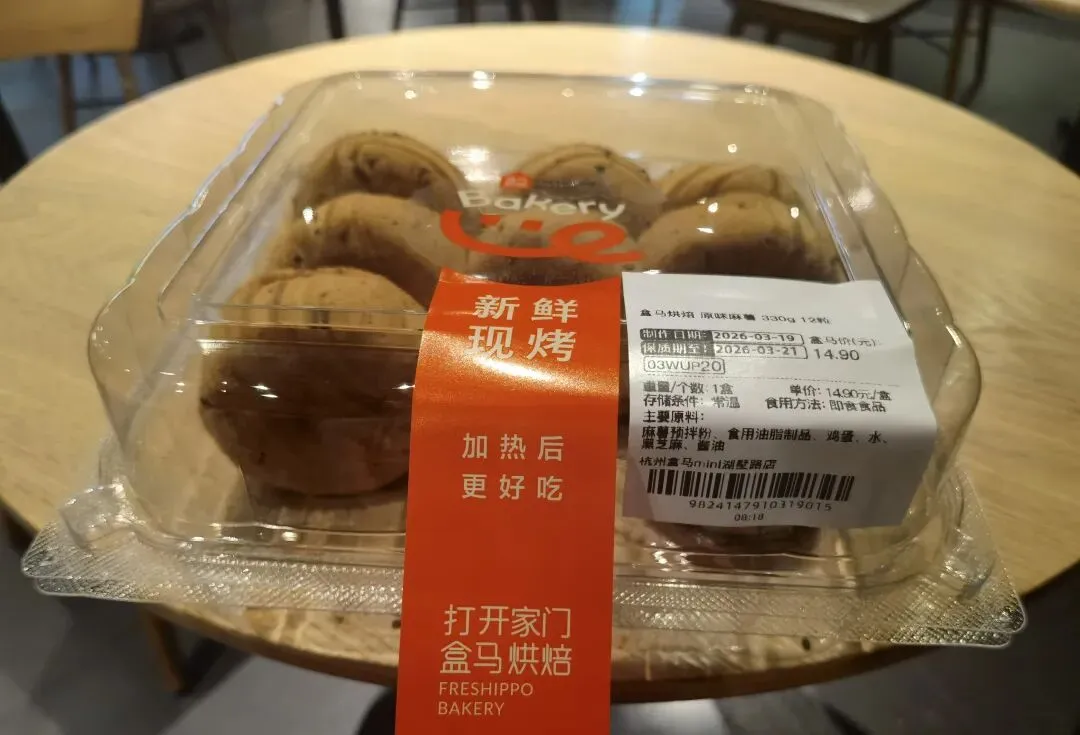 Bakery
新鲜
现烤
加热后
更好吃
打开家门
盒马烘焙
FRESHIPPO
BAKERY
盒马烘焙 原味麻薯 330g 12粒
制作日期: 2026-03-19 盒马价(元):
保质期至: 2026-03-21 14.90
03WUP20
重量/个数: 1盒 单价: 14.90元/盒
存储条件: 常温 食用方法: 即食食品
主要原料:
麻薯预拌粉、食用油脂制品、鸡蛋、水、
黑芝麻、酱油
杭州盒马mini湖墅路店
9824147910319015
08:18